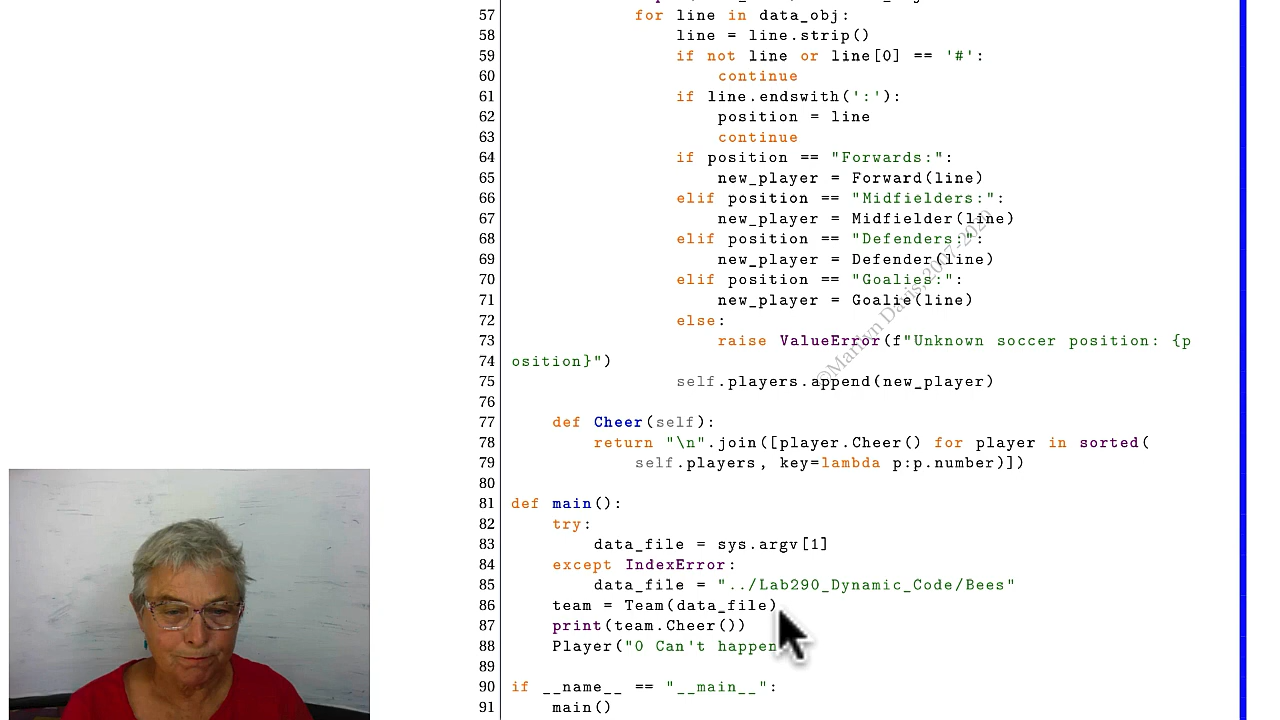 57 for line in data_obj:
58 line = line.strip()
59 if not line or line[0] == '#':
60 continue
61 if line.endswith(':'):
62 position = line
63 continue
64 if position == "Forwards:":
65 new_player = Forward(line)
66 elif position == "Midfielders:":
67 new_player = Midfielder(line)
68 elif position == "Defenders:":
69 new_player = Defender(line)
70 elif position == "Goalies:":
71 new_player = Goalie(line)
72 else:
73 raise ValueError(f"Unknown soccer position: {p
74 osition}")
75 self.players.append(new_player)
76
77 def Cheer(self):
78 return "\n".join([player.Cheer() for player in sorted(
79 self.players, key=lambda p:p.number)])
80
81 def main():
82 try:
83 data_file = sys.argv[1]
84 except IndexError:
85 data_file = "../Lab290_Dynamic_Code/Bees"
86 team = Team(data_file)
87 print(team.Cheer())
88 Player("0 Can't happen
89
90 if __name__ == "__main__":
91 main()
©Marilyn Davis, 2007-2020